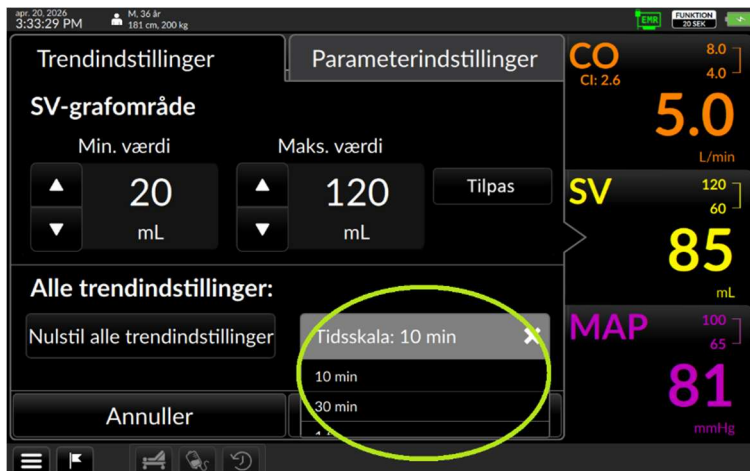 apr. 20, 2026
3:33:29 PM
M, 36 år
181 cm, 200 kg
EMR
FUNKTION
20 SEK
Trendindstillinger
Parameterindstillinger
SV-grafområde
Min. værdi
Maks. værdi
20
mL
120
mL
Tilpas
Alle trendindstillinger:
Nulstil alle trendindstillinger
Tidsskala: 10 min
10 min
30 min
Annuller
CO
CI: 2.6
8.0
4.0
5.0
L/min
SV
120
60
85
mL
MAP
100
65
81
mmHg